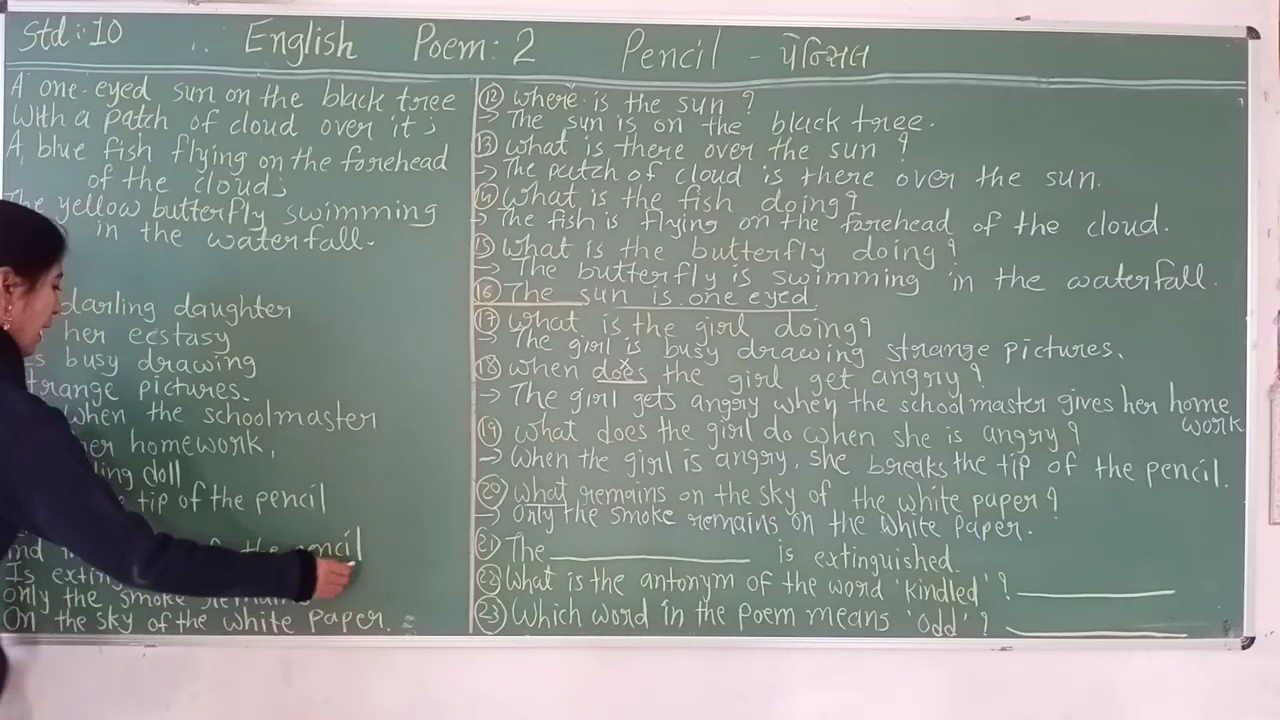 Std : 10 English Poem : 2 Pencil - પેન્સિલ
A one-eyed sun on the black tree
With a patch of cloud over it;
A blue fish flying on the forehead
of the cloud;
The yellow butterfly swimming
in the waterfall.
darling daughter
her ecstasy
busy drawing
strange pictures.
when the schoolmaster
her homework,
doll
tip of the pencil
the pencil
Is
only the smoke remains
On the sky of the white paper.
(12) where is the sun ?
→ The sun is on the black tree.
(13) what is there over the sun ?
→ The patch of cloud is there over the sun.
(14) What is the fish doing?
→ The fish is flying on the forehead of the cloud.
(15) What is the butterfly doing?
→ The butterfly is swimming in the waterfall.
(16) The sun is one eyed.
(17) What is the girl doing?
→ The girl is busy drawing strange pictures.
(18) when does the girl get angry?
→ The girl gets angry when the schoolmaster gives her home
work
(19) What does the girl do when she is angry?
→ When the girl is angry, she breaks the tip of the pencil.
(20) what remains on the sky of the white paper?
→ Only the smoke remains on the white paper.
(21) The __________ is extinguished.
(22) What is the antonym of the word 'kindled' ? __________
(23) Which word in the poem means 'odd' ? __________